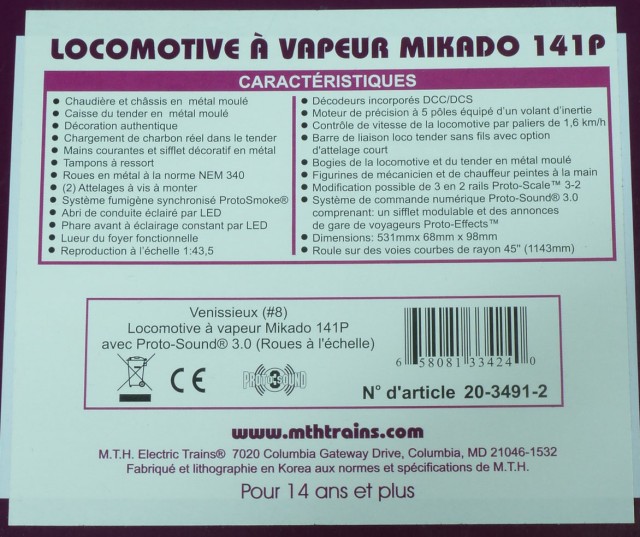 LOCOMOTIVE À VAPEUR MIKADO 141P
CARACTÉRISTIQUES
• Chaudière et châssis en métal moulé
• Caisse du tender en métal moulé
• Décoration authentique
• Chargement de charbon réel dans le tender
• Mains courantes et sifflet décoratif en métal
• Tampons à ressort
• Roues en métal à la norme NEM 340
• (2) Attelages à vis à monter
• Système fumigène synchronisé ProtoSmoke®
• Abri de conduite éclairé par LED
• Phare avant à éclairage constant par LED
• Lueur du foyer fonctionnelle
• Reproduction à l'échelle 1:43,5
• Décodeurs incorporés DCC/DCS
• Moteur de précision à 5 pôles équipé d'un volant d'inertie
• Contrôle de vitesse de la locomotive par paliers de 1,6 km/h
• Barre de liaison loco tender sans fils avec option
d'attelage court
• Bogies de la locomotive et du tender en métal moulé
• Figurines de mécanicien et de chauffeur peintes à la main
• Modification possible de 3 en 2 rails Proto-Scale™ 3-2
• Système de commande numérique Proto-Sound® 3.0
comprenant: un sifflet modulable et des annonces
de gare de voyageurs Proto-Effects™
• Dimensions: 531mmx 68mm x 98mm
• Roule sur des voies courbes de rayon 45" (1143mm)
Venissieux (#8)
Locomotive à vapeur Mikado 141P
avec Proto-Sound® 3.0 (Roues à l'échelle)
CE
PROTO-SOUND 3
6 58081 33424 0
N° d'article 20-3491-2
www.mthtrains.com
M.T.H. Electric Trains® 7020 Columbia Gateway Drive, Columbia, MD 21046-1532
Fabriqué et lithographie en Korea aux normes et spécifications de M.T.H.
Pour 14 ans et plus